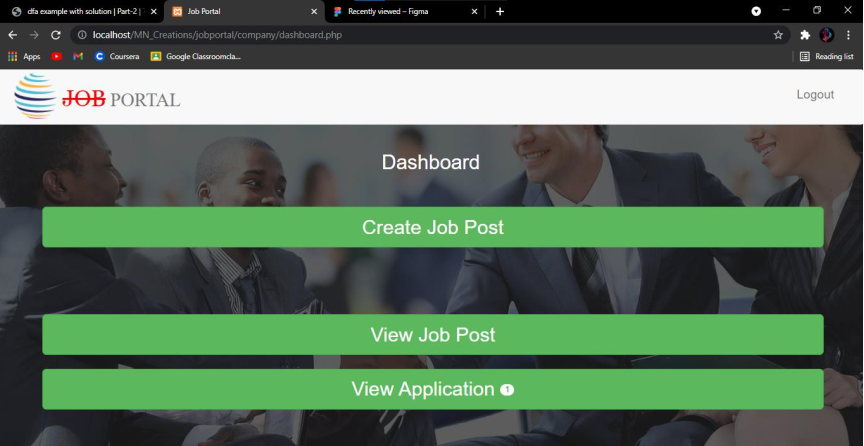 dfa example with solution | Part-2 |
Job Portal
Recently viewed – Figma
localhost/MN_Creations/jobportal/company/dashboard.php
Apps
Coursera
Google Classroomcla...
Reading list
JOB PORTAL
Logout
Dashboard
Create Job Post
View Job Post
View Application 1